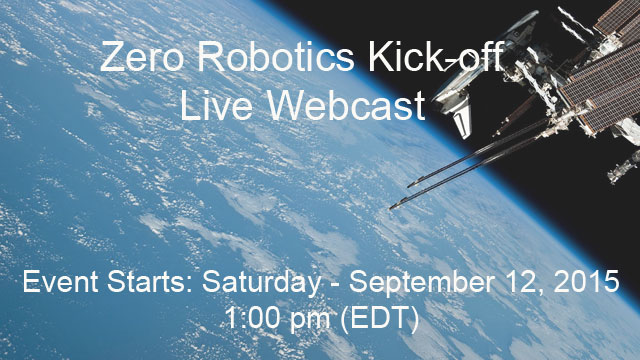 Zero Robotics Kick-off
Live Webcast
Event Starts: Saturday - September 12, 2015
1:00 pm (EDT)